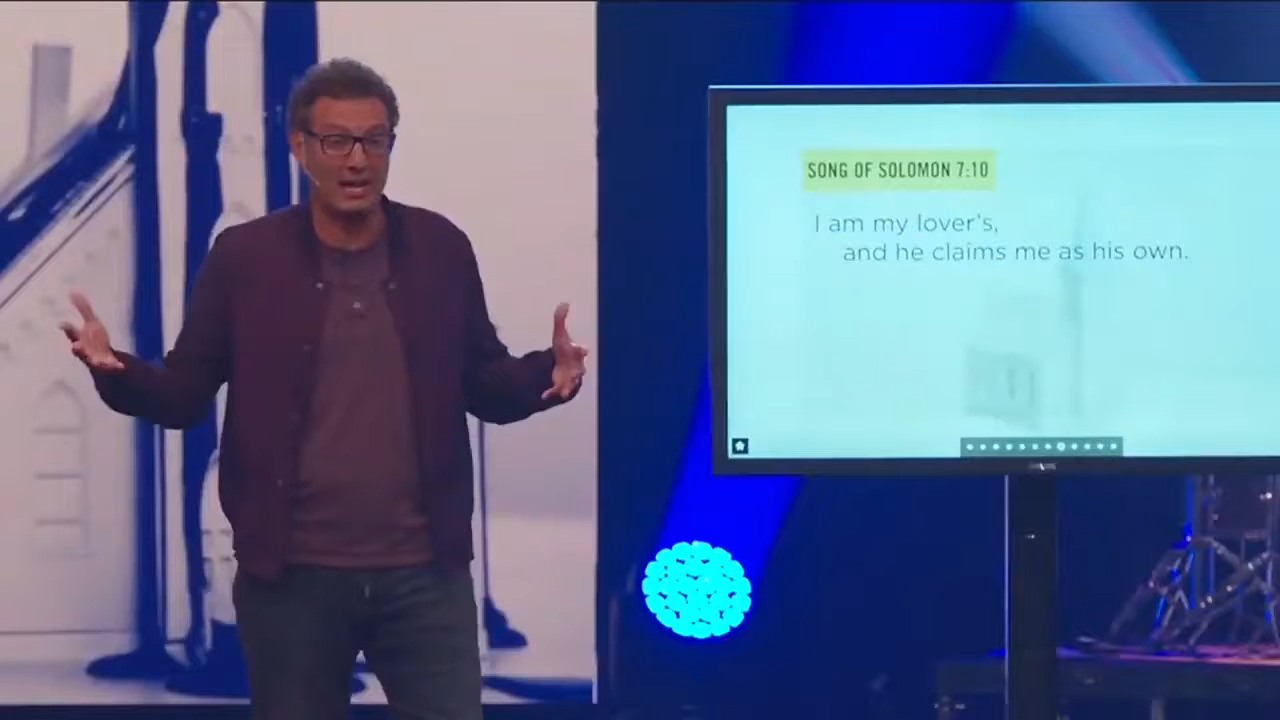 SONG OF SOLOMON 7:10
I am my lover's,
and he claims me as his own.